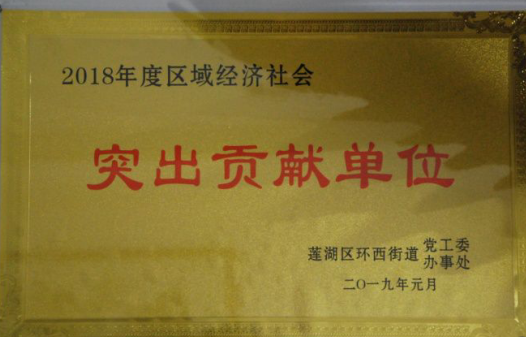 2018年度区域经济社会
突出贡献单位
莲湖区环西街道 党工委
办事处
二〇一九年元月